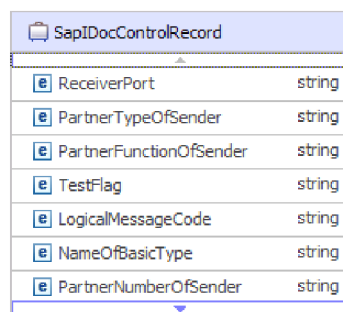 SapIDocControlRecord
e ReceiverPort string
e PartnerTypeOfSender string
e PartnerFunctionOfSender string
e TestFlag string
e LogicalMessageCode string
e NameOfBasicType string
e PartnerNumberOfSender string